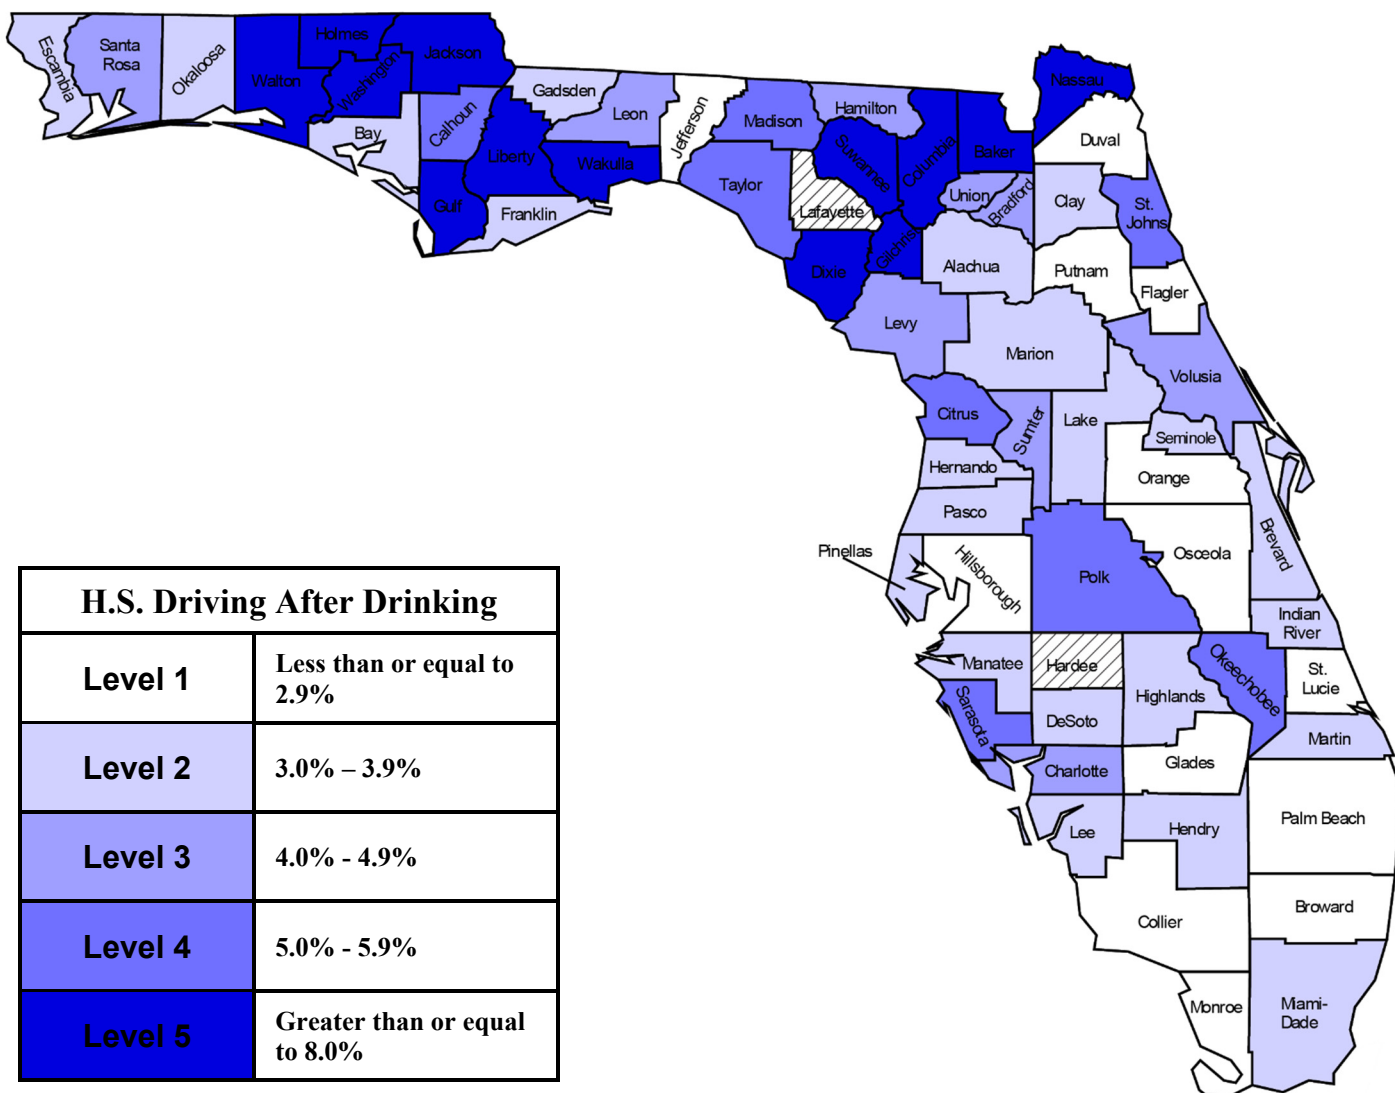 Escambia
Santa
Rosa
Okaloosa
Walton
Holmes
Washington
Jackson
Bay
Calhoun
Gulf
Liberty
Gadsden
Franklin
Leon
Wakulla
Jefferson
Madison
Taylor
Hamilton
Suwannee
Lafayette
Dixie
Columbia
Gilchrist
Baker
Union
Bradford
Nassau
Duval
Clay
St.
Johns
Alachua
Putnam
Flagler
Levy
Marion
Volusia
Citrus
Sumter
Lake
Seminole
Hernando
Orange
Pasco
Pinellas
Hillsborough
Polk
Osceola
Brevard
Indian
River
Manatee
Hardee
Highlands
Okeechobee
St.
Lucie
Sarasota
DeSoto
Martin
Charlotte
Glades
Lee
Hendry
Palm Beach
Collier
Broward
Monroe
Miami-
Dade
H.S. Driving After Drinking
Level 1
Less than or equal to
2.9%
Level 2
3.0% – 3.9%
Level 3
4.0% - 4.9%
Level 4
5.0% - 5.9%
Level 5
Greater than or equal
to 8.0%